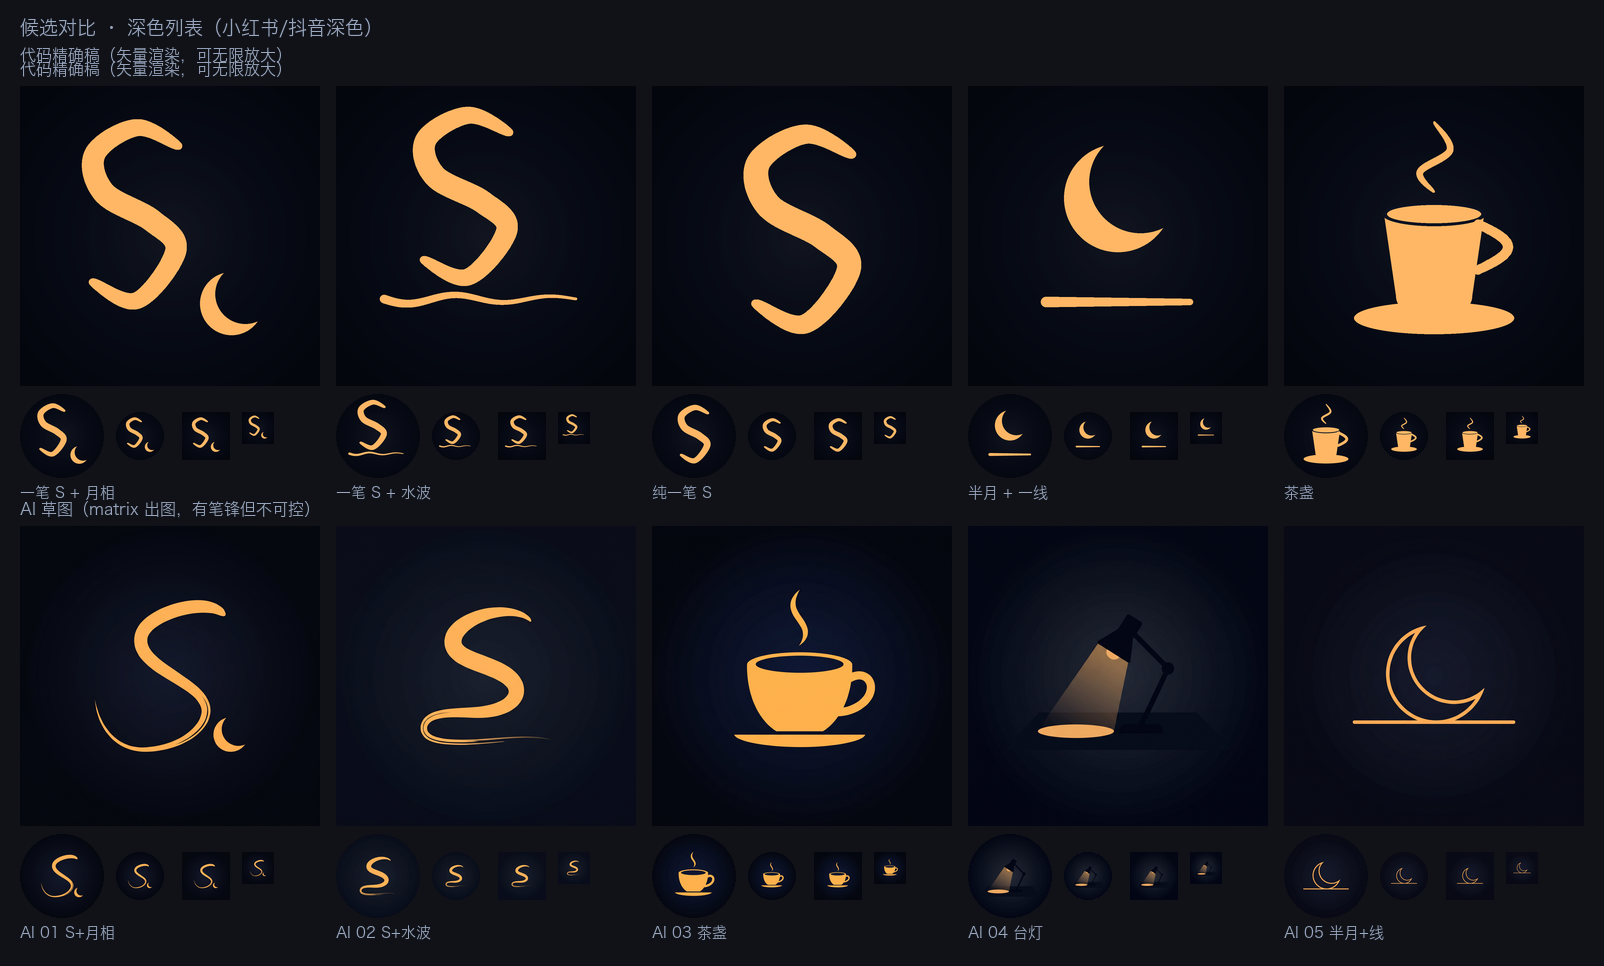 候选对比 · 深色列表（小红书/抖音深色）
代码精确稿（矢量渲染，可无限放大）
代码精确稿（矢量渲染，可无限放大）
一笔 S + 月相
一笔 S + 水波
纯一笔 S
半月 + 一线
茶盏
AI 草图（matrix 出图，有笔锋但不可控）
AI 01 S+月相
AI 02 S+水波
AI 03 茶盏
AI 04 台灯
AI 05 半月+线